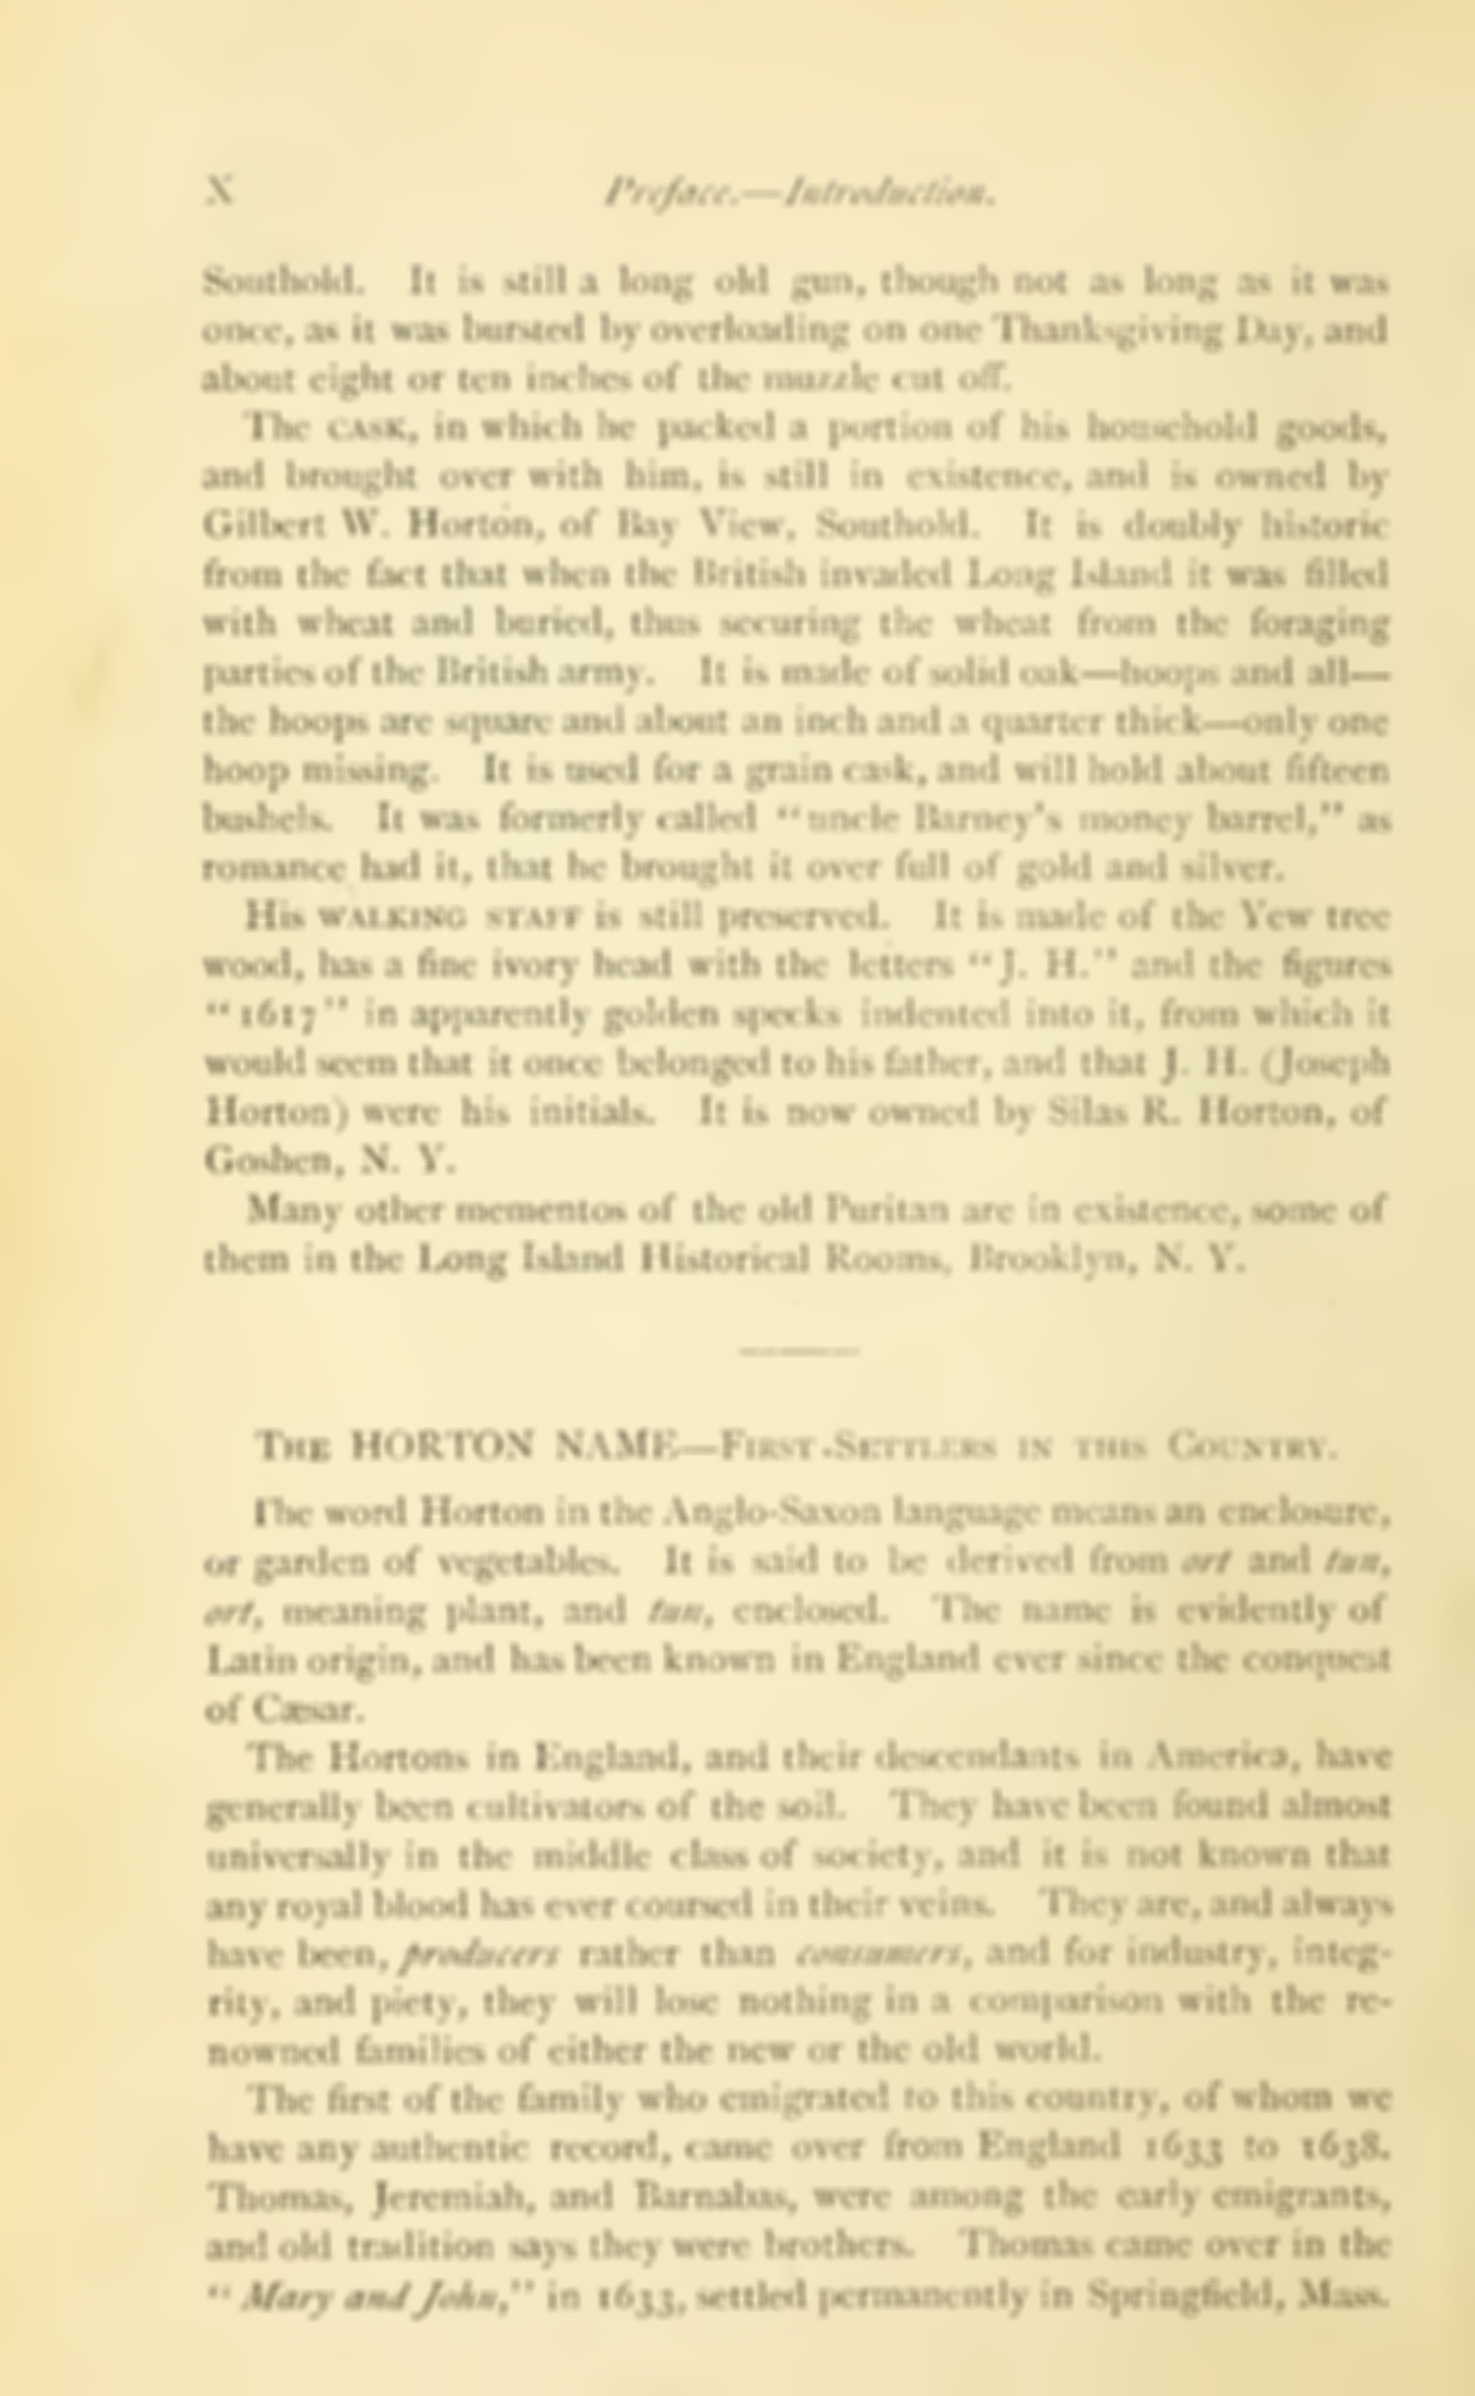 X Preface.—Introduction.
Southold. It is still a long old gun, though not as long as it was
once, as it was bursted by overloading on one Thanksgiving Day, and
about eight or ten inches of the muzzle cut off.
The CASK, in which he packed a portion of his household goods,
and brought over with him, is still in existence, and is owned by
Gilbert W. Horton, of Bay View, Southold. It is doubly historic
from the fact that when the British invaded Long Island it was filled
with wheat and buried, thus securing the wheat from the foraging
parties of the British army. It is made of solid oak—hoops and all—
the hoops are square and about an inch and a quarter thick—only one
hoop missing. It is used for a grain cask, and will hold about fifteen
bushels. It was formerly called "uncle Barney's money barrel," as
romance had it, that he brought it over full of gold and silver.
His WALKING STAFF is still preserved. It is made of the Yew tree
wood, has a fine ivory head with the letters "J. H." and the figures
"1617" in apparently golden specks indented into it, from which it
would seem that it once belonged to his father, and that J. H. (Joseph
Horton) were his initials. It is now owned by Silas R. Horton, of
Goshen, N. Y.
Many other mementos of the old Puritan are in existence, some of
them in the Long Island Historical Rooms, Brooklyn, N. Y.
THE HORTON NAME—FIRST SETTLERS IN THIS COUNTRY.
The word Horton in the Anglo-Saxon language means an enclosure,
or garden of vegetables. It is said to be derived from ort and tun,
ort, meaning plant, and tun, enclosed. The name is evidently of
Latin origin, and has been known in England ever since the conquest
of Cæsar.
The Hortons in England, and their descendants in America, have
generally been cultivators of the soil. They have been found almost
universally in the middle class of society, and it is not known that
any royal blood has ever coursed in their veins. They are, and always
have been, producers rather than consumers, and for industry, integ-
rity, and piety, they will lose nothing in a comparison with the re-
nowned families of either the new or the old world.
The first of the family who emigrated to this country, of whom we
have any authentic record, came over from England 1633 to 1638.
Thomas, Jeremiah, and Barnabas, were among the early emigrants,
and old tradition says they were brothers. Thomas came over in the
"Mary and John," in 1633, settled permanently in Springfield, Mass.